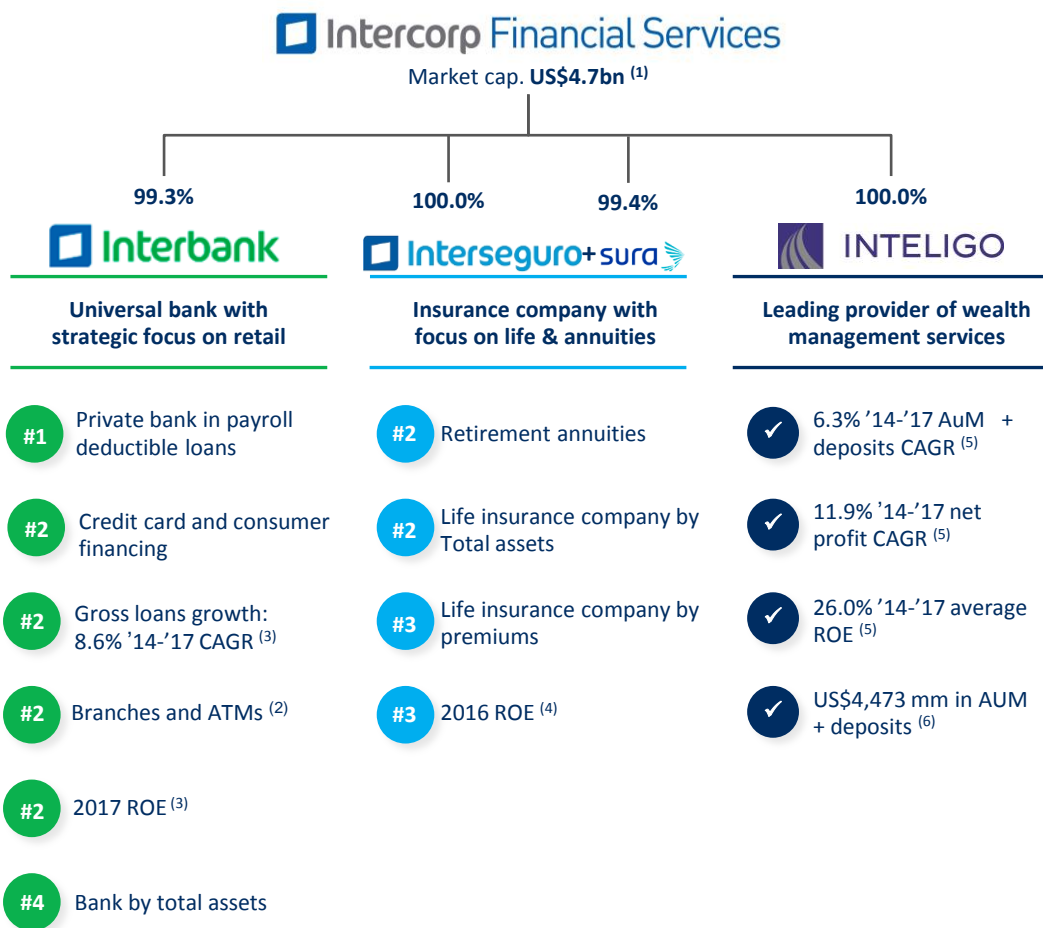 Intercorp Financial Services
Market cap. US$4.7bn (1)
99.3%
100.0%
99.4%
100.0%
Interbank
Interseguro+sura
INTELIGO
Universal bank with
strategic focus on retail
Insurance company with
focus on life & annuities
Leading provider of wealth
management services
#1
Private bank in payroll
deductible loans
#2
Credit card and consumer
financing
#2
Gross loans growth:
8.6% ’14-’17 CAGR (3)
#2
Branches and ATMs (2)
#2
2017 ROE (3)
#4
Bank by total assets
#2
Retirement annuities
#2
Life insurance company by
Total assets
#3
Life insurance company by
premiums
#3
2016 ROE (4)
✓
6.3% ’14-’17 AuM +
deposits CAGR (5)
✓
11.9% ’14-’17 net
profit CAGR (5)
✓
26.0% ’14-’17 average
ROE (5)
✓
US$4,473 mm in AUM
+ deposits (6)